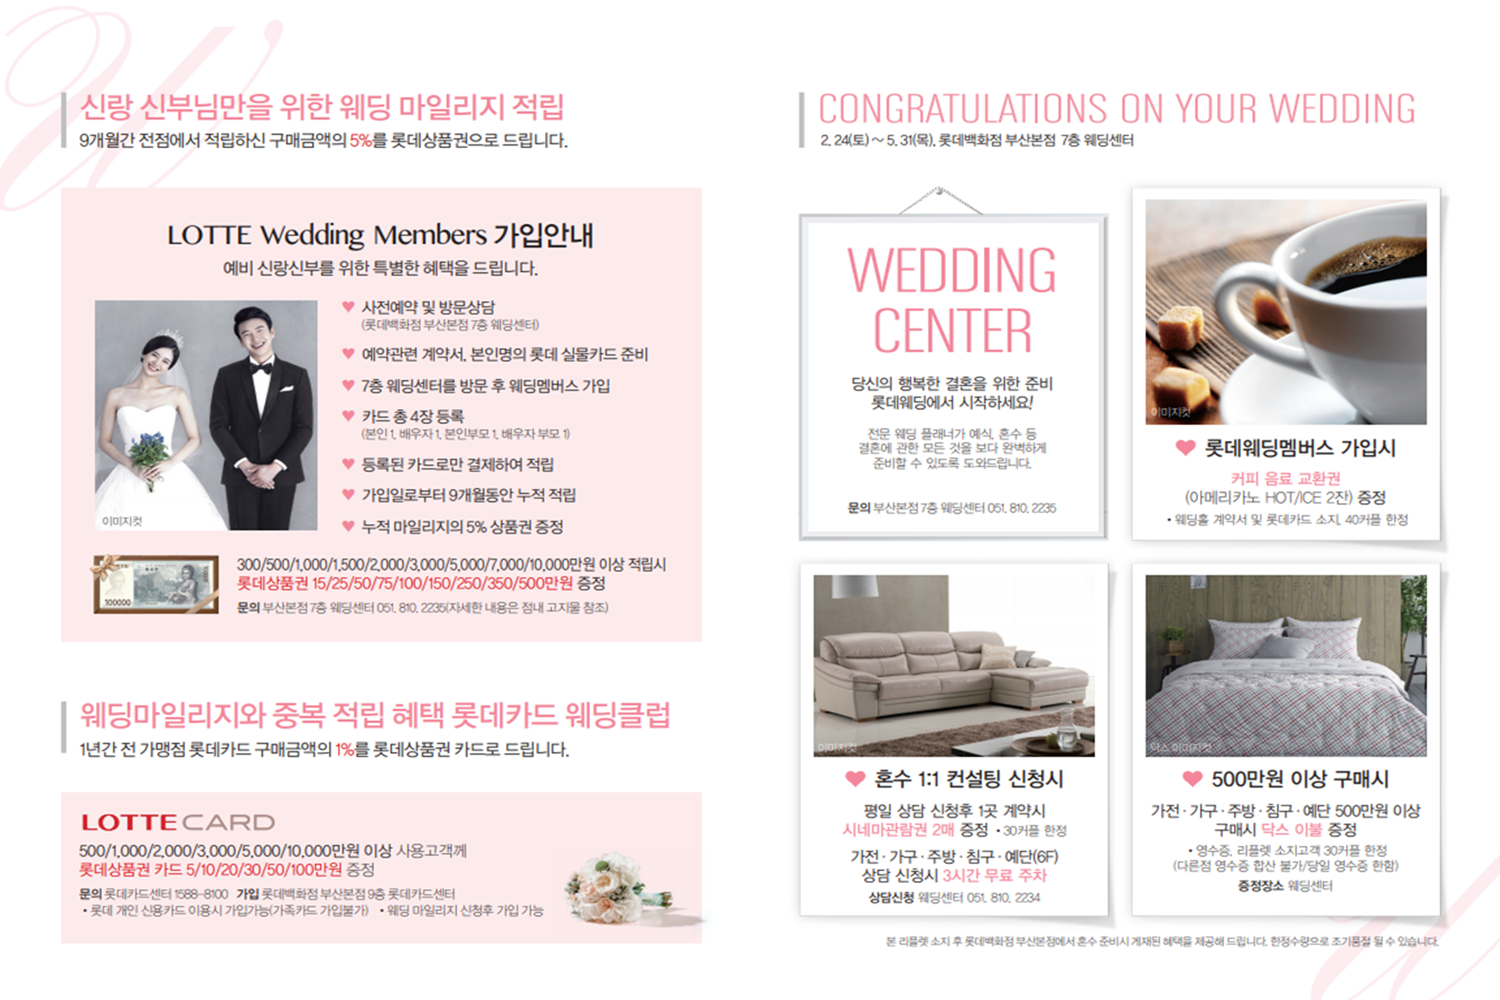 신랑 신부님만을 위한 웨딩 마일리지 적립
9개월간 전점에서 적립하신 구매금액의 5%를 롯데상품권으로 드립니다.
LOTTE Wedding Members 가입안내
예비 신랑신부를 위한 특별한 혜택을 드립니다.
이미지컷
♥ 사전예약 및 방문상담
(롯데백화점 부산본점 7층 웨딩센터)
♥ 예약관련 계약서, 본인명의 롯데 실물카드 준비
♥ 7층 웨딩센터를 방문 후 웨딩멤버스 가입
♥ 카드 총 4장 등록
(본인 1, 배우자 1, 본인부모 1, 배우자 부모 1)
♥ 등록된 카드로만 결제하여 적립
♥ 가입일로부터 9개월동안 누적 적립
♥ 누적 마일리지의 5% 상품권 증정
100000
300/500/1,000/1,500/2,000/3,000/5,000/7,000/10,000만원 이상 적립시
롯데상품권 15/25/50/75/100/150/250/350/500만원 증정
문의 부산본점 7층 웨딩센터 051. 810. 2235(자세한 내용은 점내 고지물 참조)
웨딩마일리지와 중복 적립 혜택 롯데카드 웨딩클럽
1년간 전 가맹점 롯데카드 구매금액의 1%를 롯데상품권 카드로 드립니다.
LOTTE CARD
500/1,000/2,000/3,000/5,000/10,000만원 이상 사용고객께
롯데상품권 카드 5/10/20/30/50/100만원 증정
문의 롯데카드센터 1588-8100 가입 롯데백화점 부산본점 9층 롯데카드센터
• 롯데 개인 신용카드 이용시 가입가능(가족카드 가입불가) • 웨딩 마일리지 신청후 가입 가능
CONGRATULATIONS ON YOUR WEDDING
2. 24(토) ~ 5. 31(목), 롯데백화점 부산본점 7층 웨딩센터
WEDDING
CENTER
당신의 행복한 결혼을 위한 준비
롯데웨딩에서 시작하세요!
전문 웨딩 플래너가 예식, 혼수 등
결혼에 관한 모든 것을 보다 완벽하게
준비할 수 있도록 도와드립니다.
문의 부산본점 7층 웨딩센터 051. 810. 2235
이미지컷
♥ 롯데웨딩멤버스 가입시
커피 음료 교환권
(아메리카노 HOT/ICE 2잔) 증정
• 웨딩홀 계약서 및 롯데카드 소지, 40커플 한정
이미지컷
♥ 혼수 1:1 컨설팅 신청시
평일 상담 신청후 1곳 계약시
시네마관람권 2매 증정 • 30커플 한정
가전 · 가구 · 주방 · 침구 · 예단(6F)
상담 신청시 3시간 무료 주차
상담신청 웨딩센터 051. 810. 2234
닥스 이미지컷
♥ 500만원 이상 구매시
가전 · 가구 · 주방 · 침구 · 예단 500만원 이상
구매시 닥스 이불 증정
• 영수증, 리플렛 소지고객 30커플 한정
(다른점 영수증 합산 불가/당일 영수증 한함)
증정장소 웨딩센터
본 리플렛 소지 후 롯데백화점 부산본점에서 혼수 준비시 게재된 혜택을 제공해 드립니다. 한정수량으로 조기품절 될 수 있습니다.